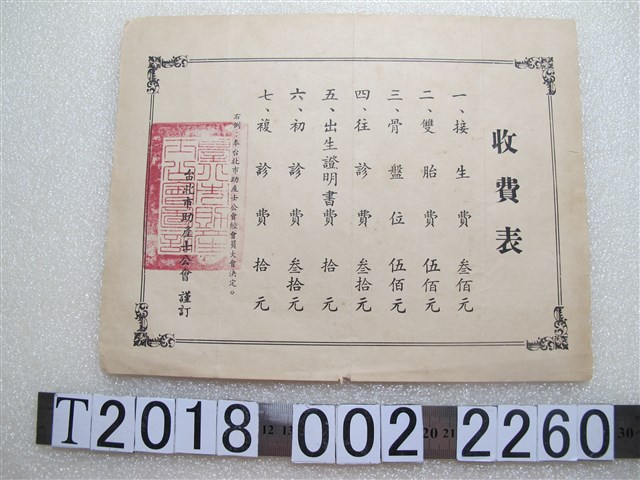 收費表
一、接生費 叁佰元
二、雙胎費 伍佰元
三、骨盤位 伍佰元
四、往診費 叁拾元
五、出生證明書費 拾元
六、初診費 叁拾元
七、複診費 拾元
台北市助產士公會經會員大會決定。
台北市助產士公會 謹訂
T2018 002 2260